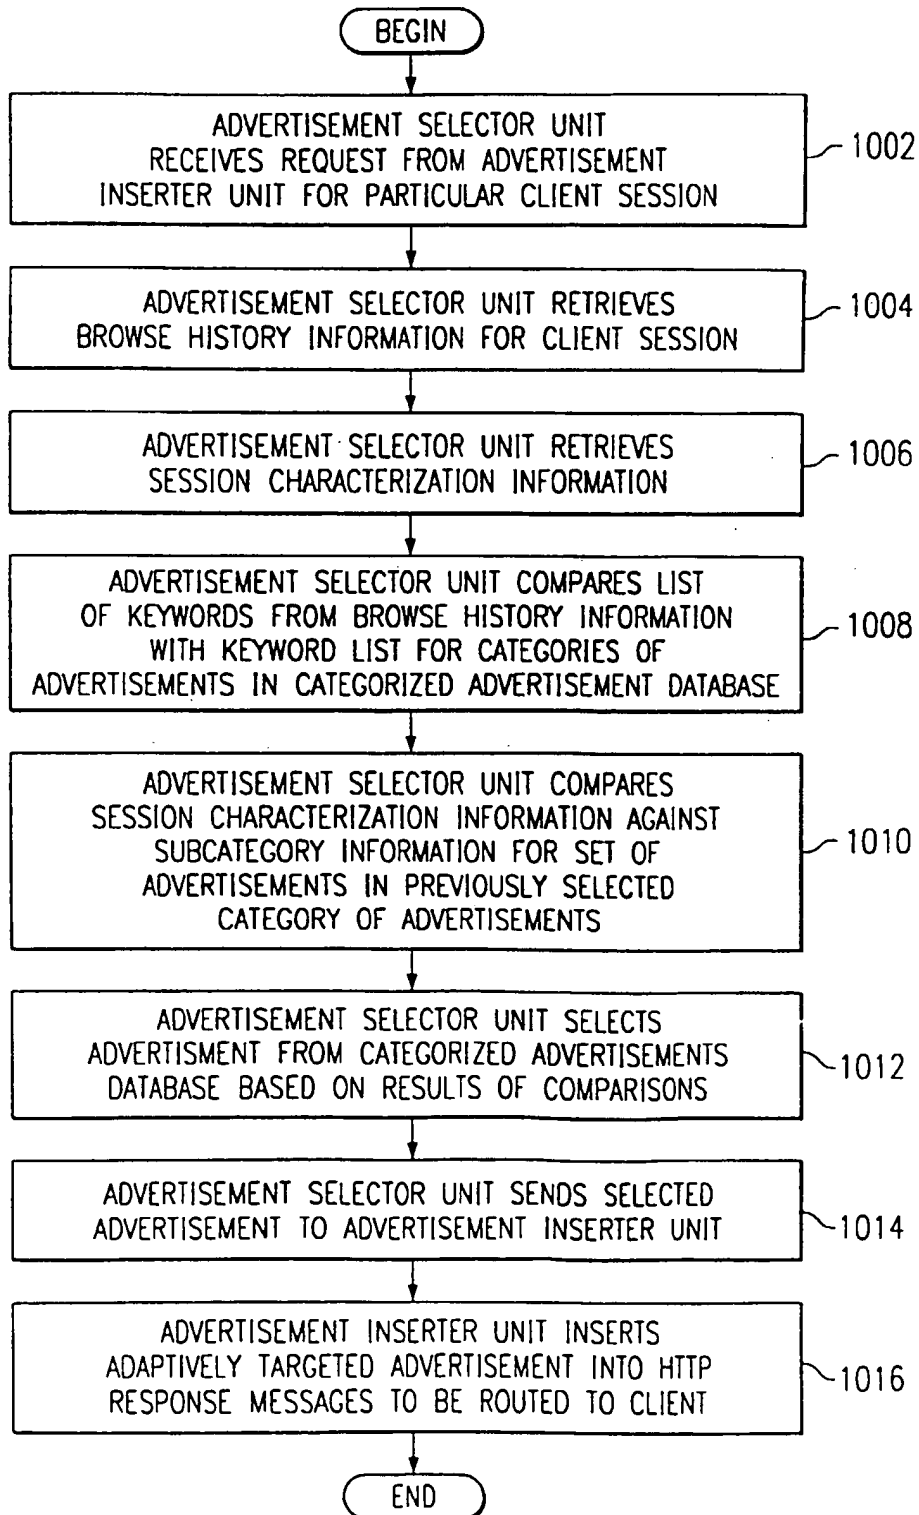 BEGIN
ADVERTISEMENT SELECTOR UNIT
RECEIVES REQUEST FROM ADVERTISEMENT
INSERTER UNIT FOR PARTICULAR CLIENT SESSION
1002
ADVERTISEMENT SELECTOR UNIT RETRIEVES
BROWSE HISTORY INFORMATION FOR CLIENT SESSION
1004
ADVERTISEMENT SELECTOR UNIT RETRIEVES
SESSION CHARACTERIZATION INFORMATION
1006
ADVERTISEMENT SELECTOR UNIT COMPARES LIST
OF KEYWORDS FROM BROWSE HISTORY INFORMATION
WITH KEYWORD LIST FOR CATEGORIES OF
ADVERTISEMENTS IN CATEGORIZED ADVERTISEMENT DATABASE
1008
ADVERTISEMENT SELECTOR UNIT COMPARES
SESSION CHARACTERIZATION INFORMATION AGAINST
SUBCATEGORY INFORMATION FOR SET OF
ADVERTISEMENTS IN PREVIOUSLY SELECTED
CATEGORY OF ADVERTISEMENTS
1010
ADVERTISEMENT SELECTOR UNIT SELECTS
ADVERTISMENT FROM CATEGORIZED ADVERTISEMENTS
DATABASE BASED ON RESULTS OF COMPARISONS
1012
ADVERTISEMENT SELECTOR UNIT SENDS SELECTED
ADVERTISEMENT TO ADVERTISEMENT INSERTER UNIT
1014
ADVERTISEMENT INSERTER UNIT INSERTS
ADAPTIVELY TARGETED ADVERTISEMENT INTO HTTP
RESPONSE MESSAGES TO BE ROUTED TO CLIENT
1016
END